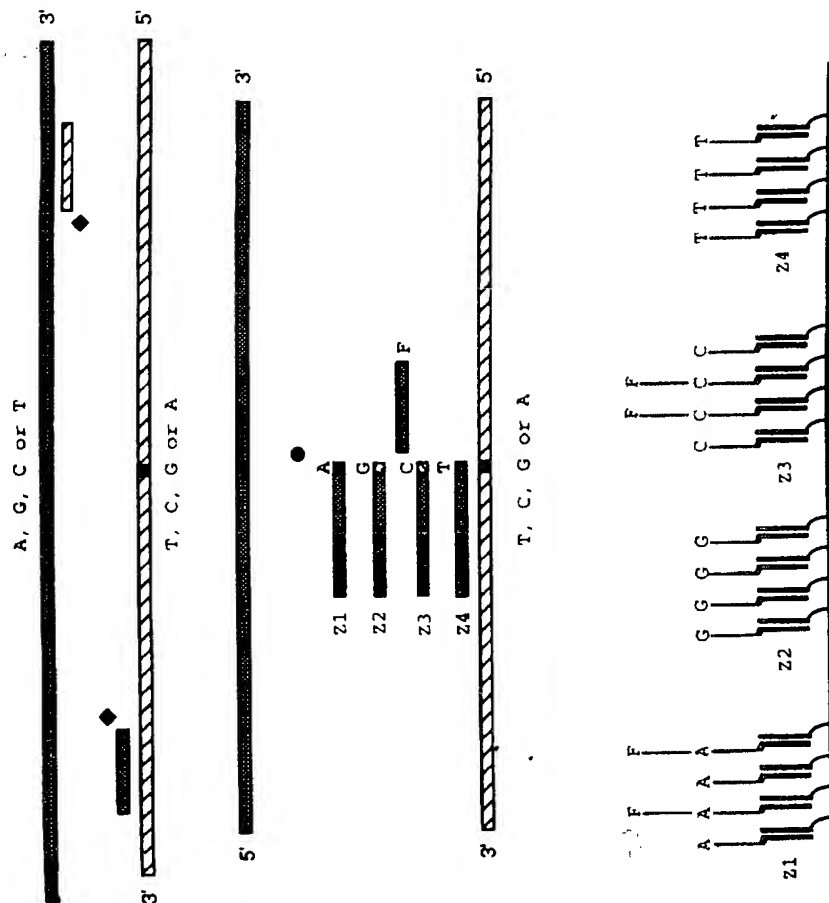 A, G, C or T
3'
3' 5'
T, C, G or A
5' 3'
Z1 A
Z2 G
Z3 C F
Z4 T
3' 5'
T, C, G or A
F F F F
A A A A G G G G C C C C T T T T
Z1 Z2 Z3 Z4